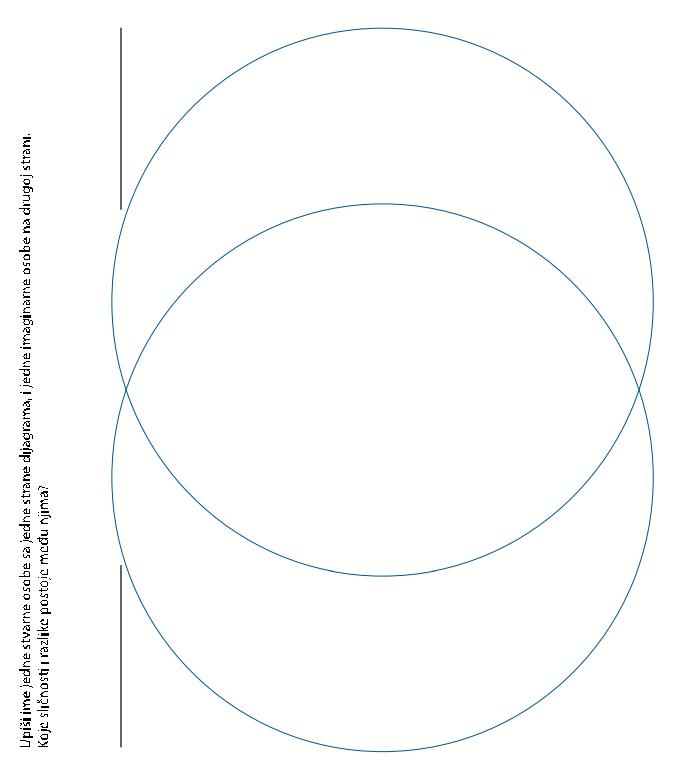 Upiši ime jedne stvarne osobe sa jedne strane dijagrama, i jedne imaginarne osobe na drugoj strani.
Koje sličnosti i razlike postoje među njima?